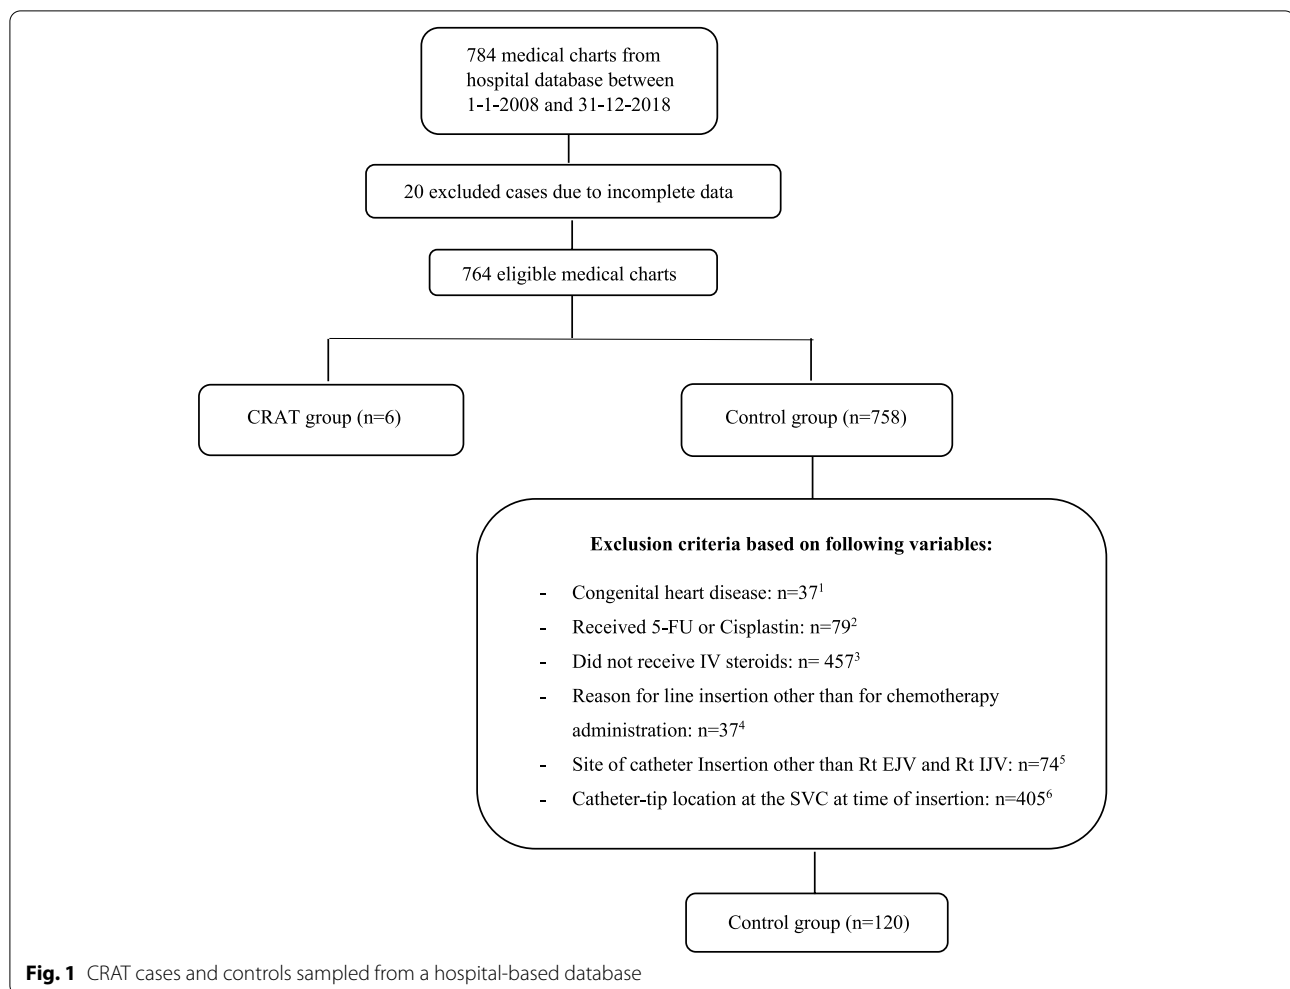 784 medical charts from
hospital database between
1-1-2008 and 31-12-2018
20 excluded cases due to incomplete data
764 eligible medical charts
CRAT group (n=6)
Control group (n=758)
Exclusion criteria based on following variables:
- Congenital heart disease: n=37¹
- Received 5-FU or Cisplastin: n=79²
- Did not receive IV steroids: n= 457³
- Reason for line insertion other than for chemotherapy
administration: n=37⁴
- Site of catheter Insertion other than Rt EJV and Rt IJV: n=74⁵
- Catheter-tip location at the SVC at time of insertion: n=405⁶
Control group (n=120)
Fig. 1 CRAT cases and controls sampled from a hospital-based database